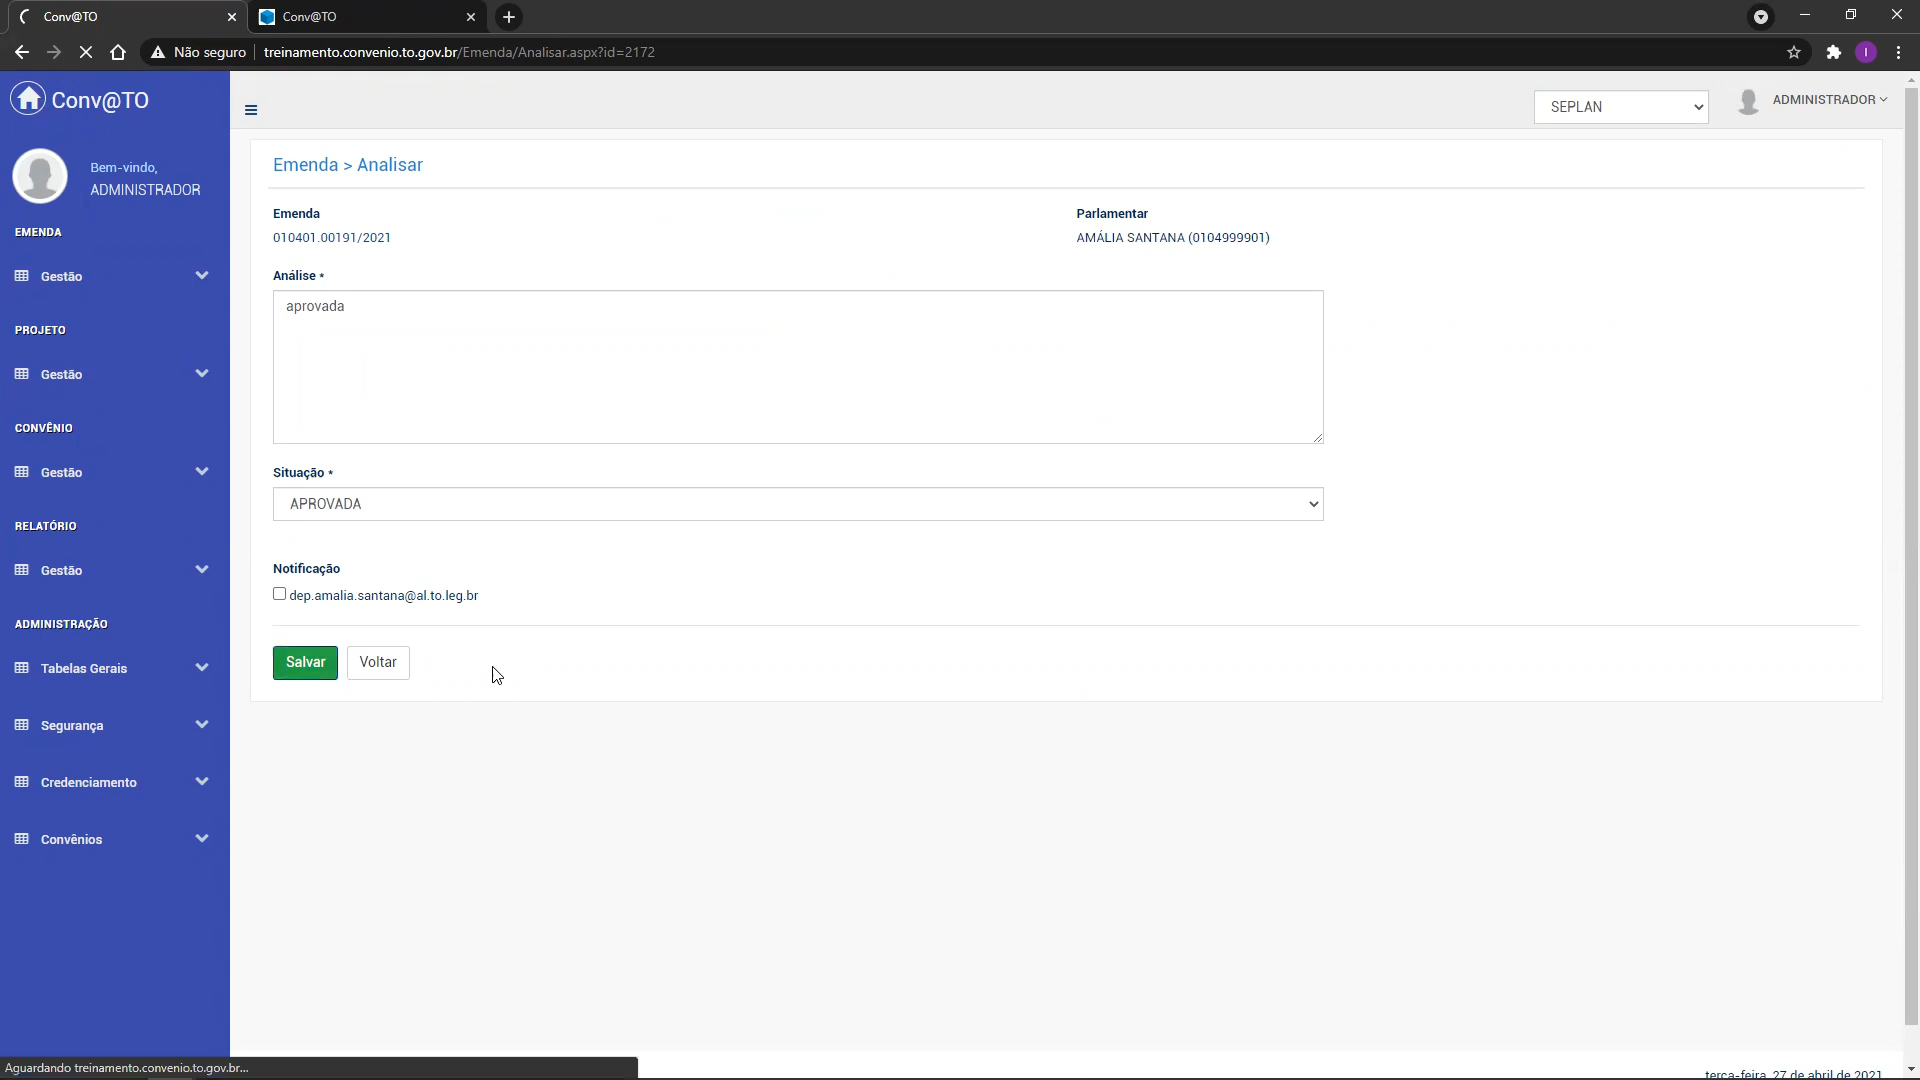 Conv@TO
Conv@TO
Não seguro
treinamento.convenio.to.gov.br/Emenda/Analisar.aspx?id=2172
I
Conv@TO
SEPLAN
ADMINISTRADOR
Bem-vindo,
ADMINISTRADOR
EMENDA
Gestão
PROJETO
Gestão
CONVÊNIO
Gestão
RELATÓRIO
Gestão
ADMINISTRAÇÃO
Tabelas Gerais
Segurança
Credenciamento
Convênios
Emenda > Analisar
Emenda
010401.00191/2021
Parlamentar
AMÁLIA SANTANA (0104999901)
Análise *
aprovada
Situação *
APROVADA
Notificação
dep.amalia.santana@al.to.leg.br
Salvar
Voltar
Aguardando treinamento.convenio.to.gov.br...
terça-feira, 27 de abril de 2021